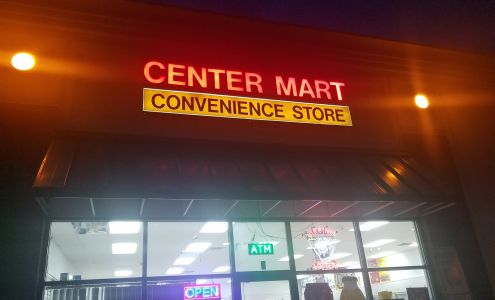 CENTER MART
CONVENIENCE STORE
ATM
OPEN